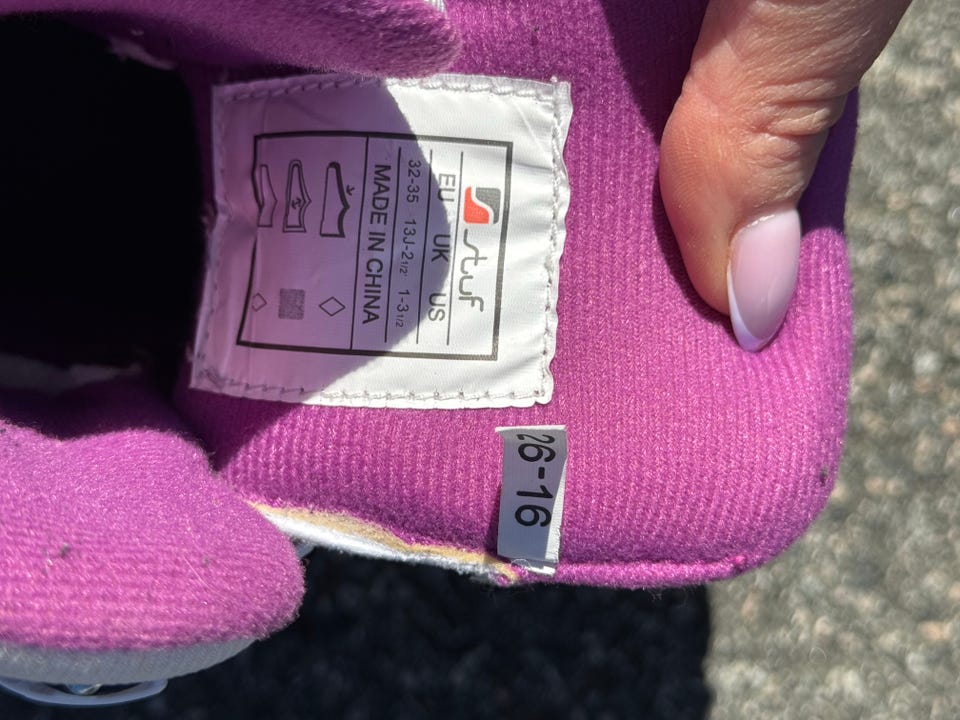 stuf
EU UK US
32-35 13J-2 1/2 1-3 1/2
MADE IN CHINA
26-16